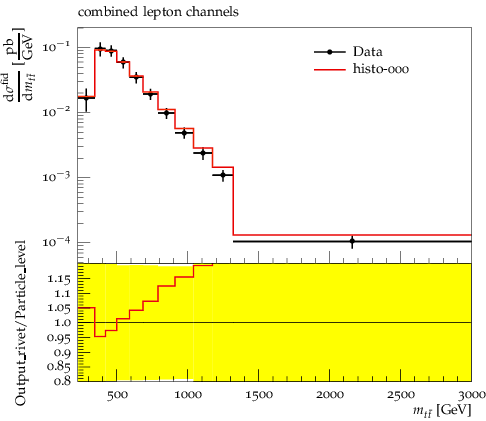 combined lepton channels
dσ^fid/dm_tt̄ [pb/GeV]
10^−1
10^−2
10^−3
10^−4
Data
histo-000
Output_rivet/Particle_level
1.15
1.1
1.05
1.0
0.95
0.9
0.85
0.8
500 1000 1500 2000 2500 3000
m_tt̄ [GeV]